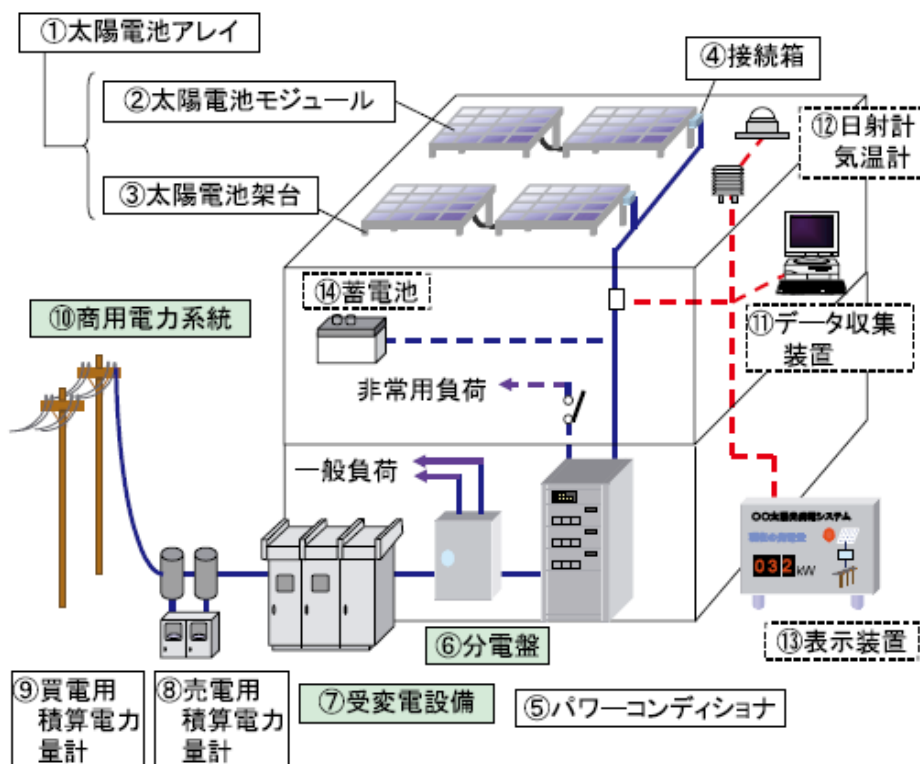 ①太陽電池アレイ
②太陽電池モジュール
③太陽電池架台
④接続箱
⑫日射計
気温計
⑭蓄電池
⑩商用電力系統
⑪データ収集
装置
非常用負荷
一般負荷
〇〇太陽光発電システム
032kW
⑥分電盤
⑬表示装置
⑨買電用
積算電力
量計
⑧売電用
積算電力
量計
⑦受変電設備
⑤パワーコンディショナ